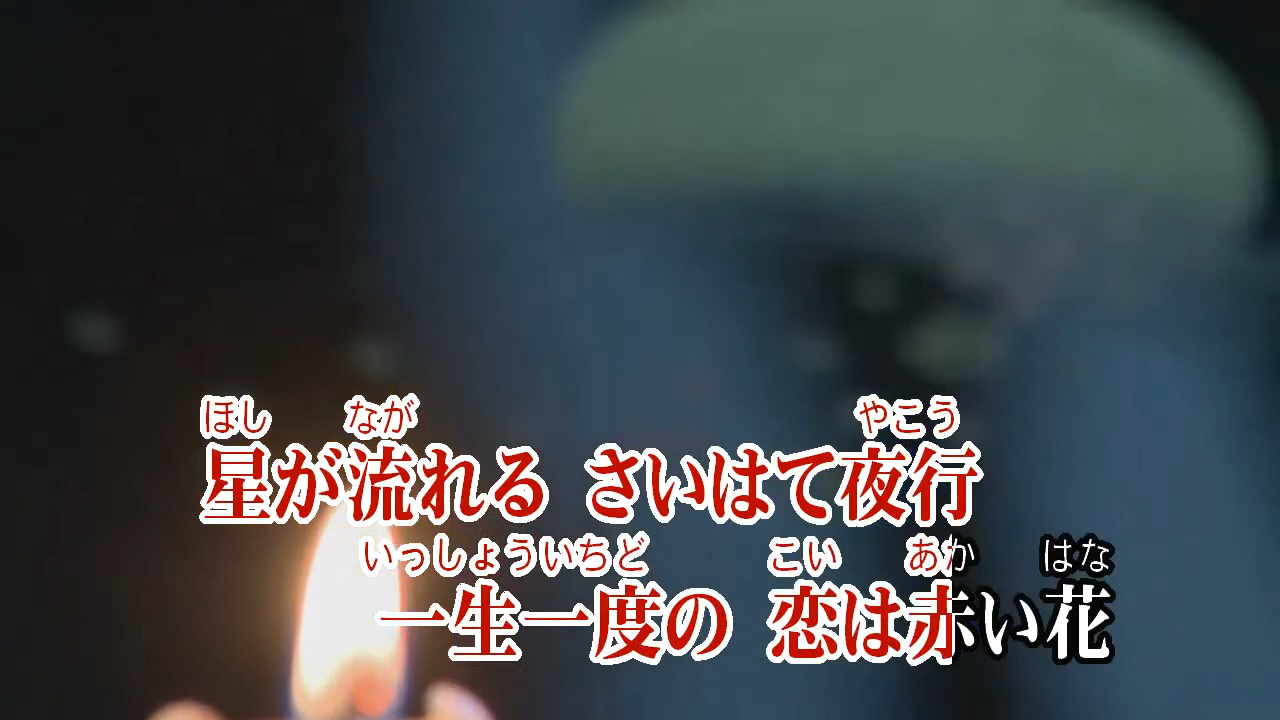 ほし なが やこう
星が流れる さいはて夜行
いっしょういちど こい あか はな
一生一度の 恋は赤い花